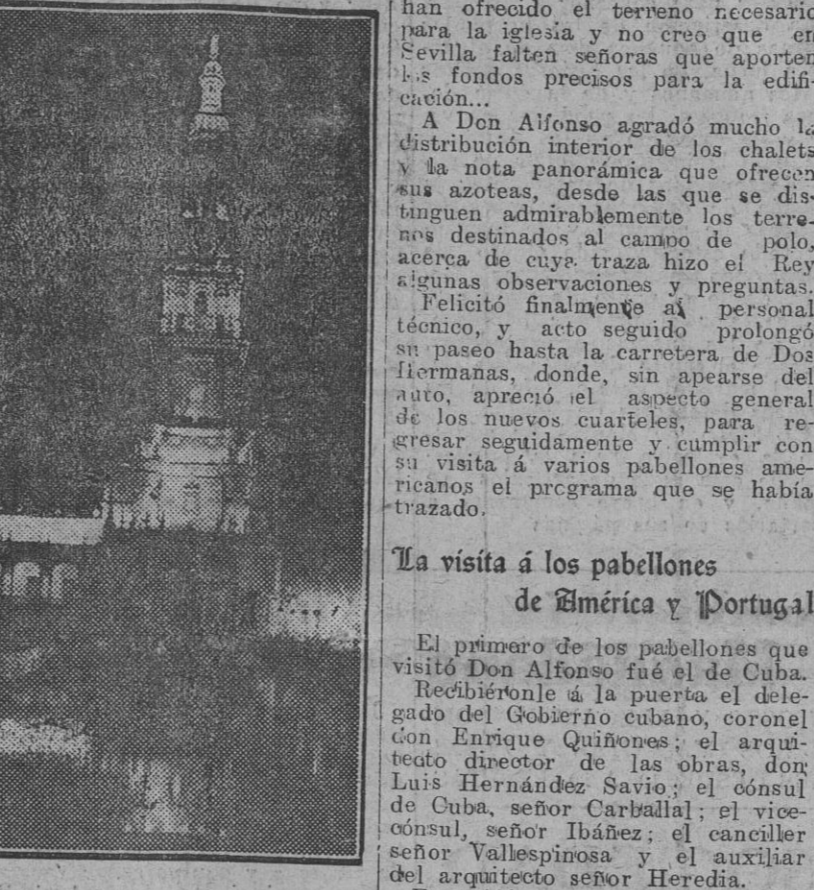 han ofrecido el terreno necesario
para la iglesia y no creo que en
Sevilla falten señoras que aporten
los fondos precisos para la edifi-
cación...
A Don Alfonso agradó mucho la
distribución interior de los chalets
y la nota panorámica que ofrecen
sus azoteas, desde las que se dis-
tinguen admirablemente los terre-
nos destinados al campo de polo,
acerca de cuya traza hizo el Rey
algunas observaciones y preguntas.
Felicitó finalmente al personal
técnico, y acto seguido prolongó
su paseo hasta la carretera de Dos
Hermanas, donde, sin apearse del
auto, apreció el aspecto general
de los nuevos cuarteles, para re-
gresar seguidamente y cumplir con
su visita á varios pabellones ame-
ricanos el programa que se había
trazado.
La visita á los pabellones
de América y Portugal
El primero de los pabellones que
visitó Don Alfonso fué el de Cuba.
Recibiéronle á la puerta el dele-
gado del Gobierno cubano, coronel
don Enrique Quiñones; el arqui-
tecto director de las obras, don
Luis Hernández Savio; el cónsul
de Cuba, señor Carballal; el vice-
cónsul, señor Ibáñez; el canciller
señor Vallespinosa y el auxiliar
del arquitecto señor Heredia.